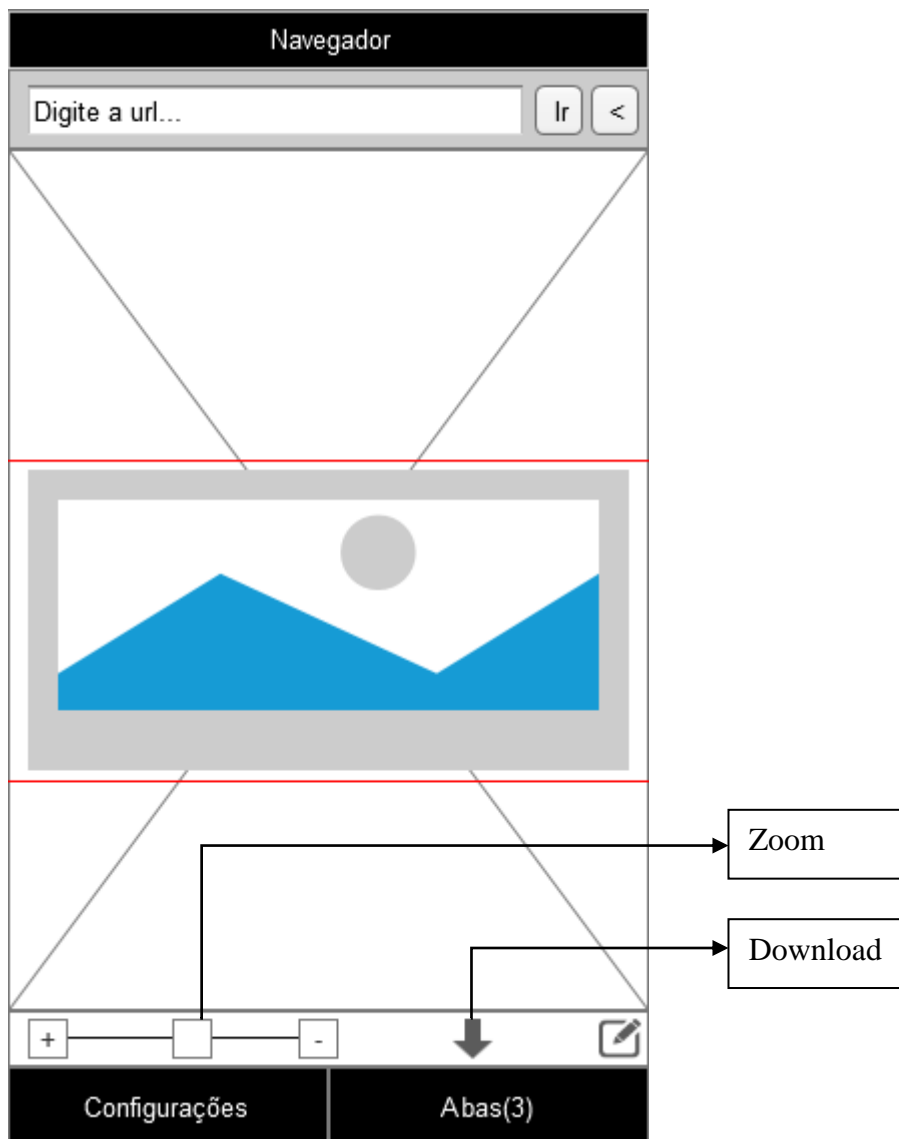 Navegador
Digite a url...
Ir
<
Zoom
Download
+
-
Configurações
Abas(3)